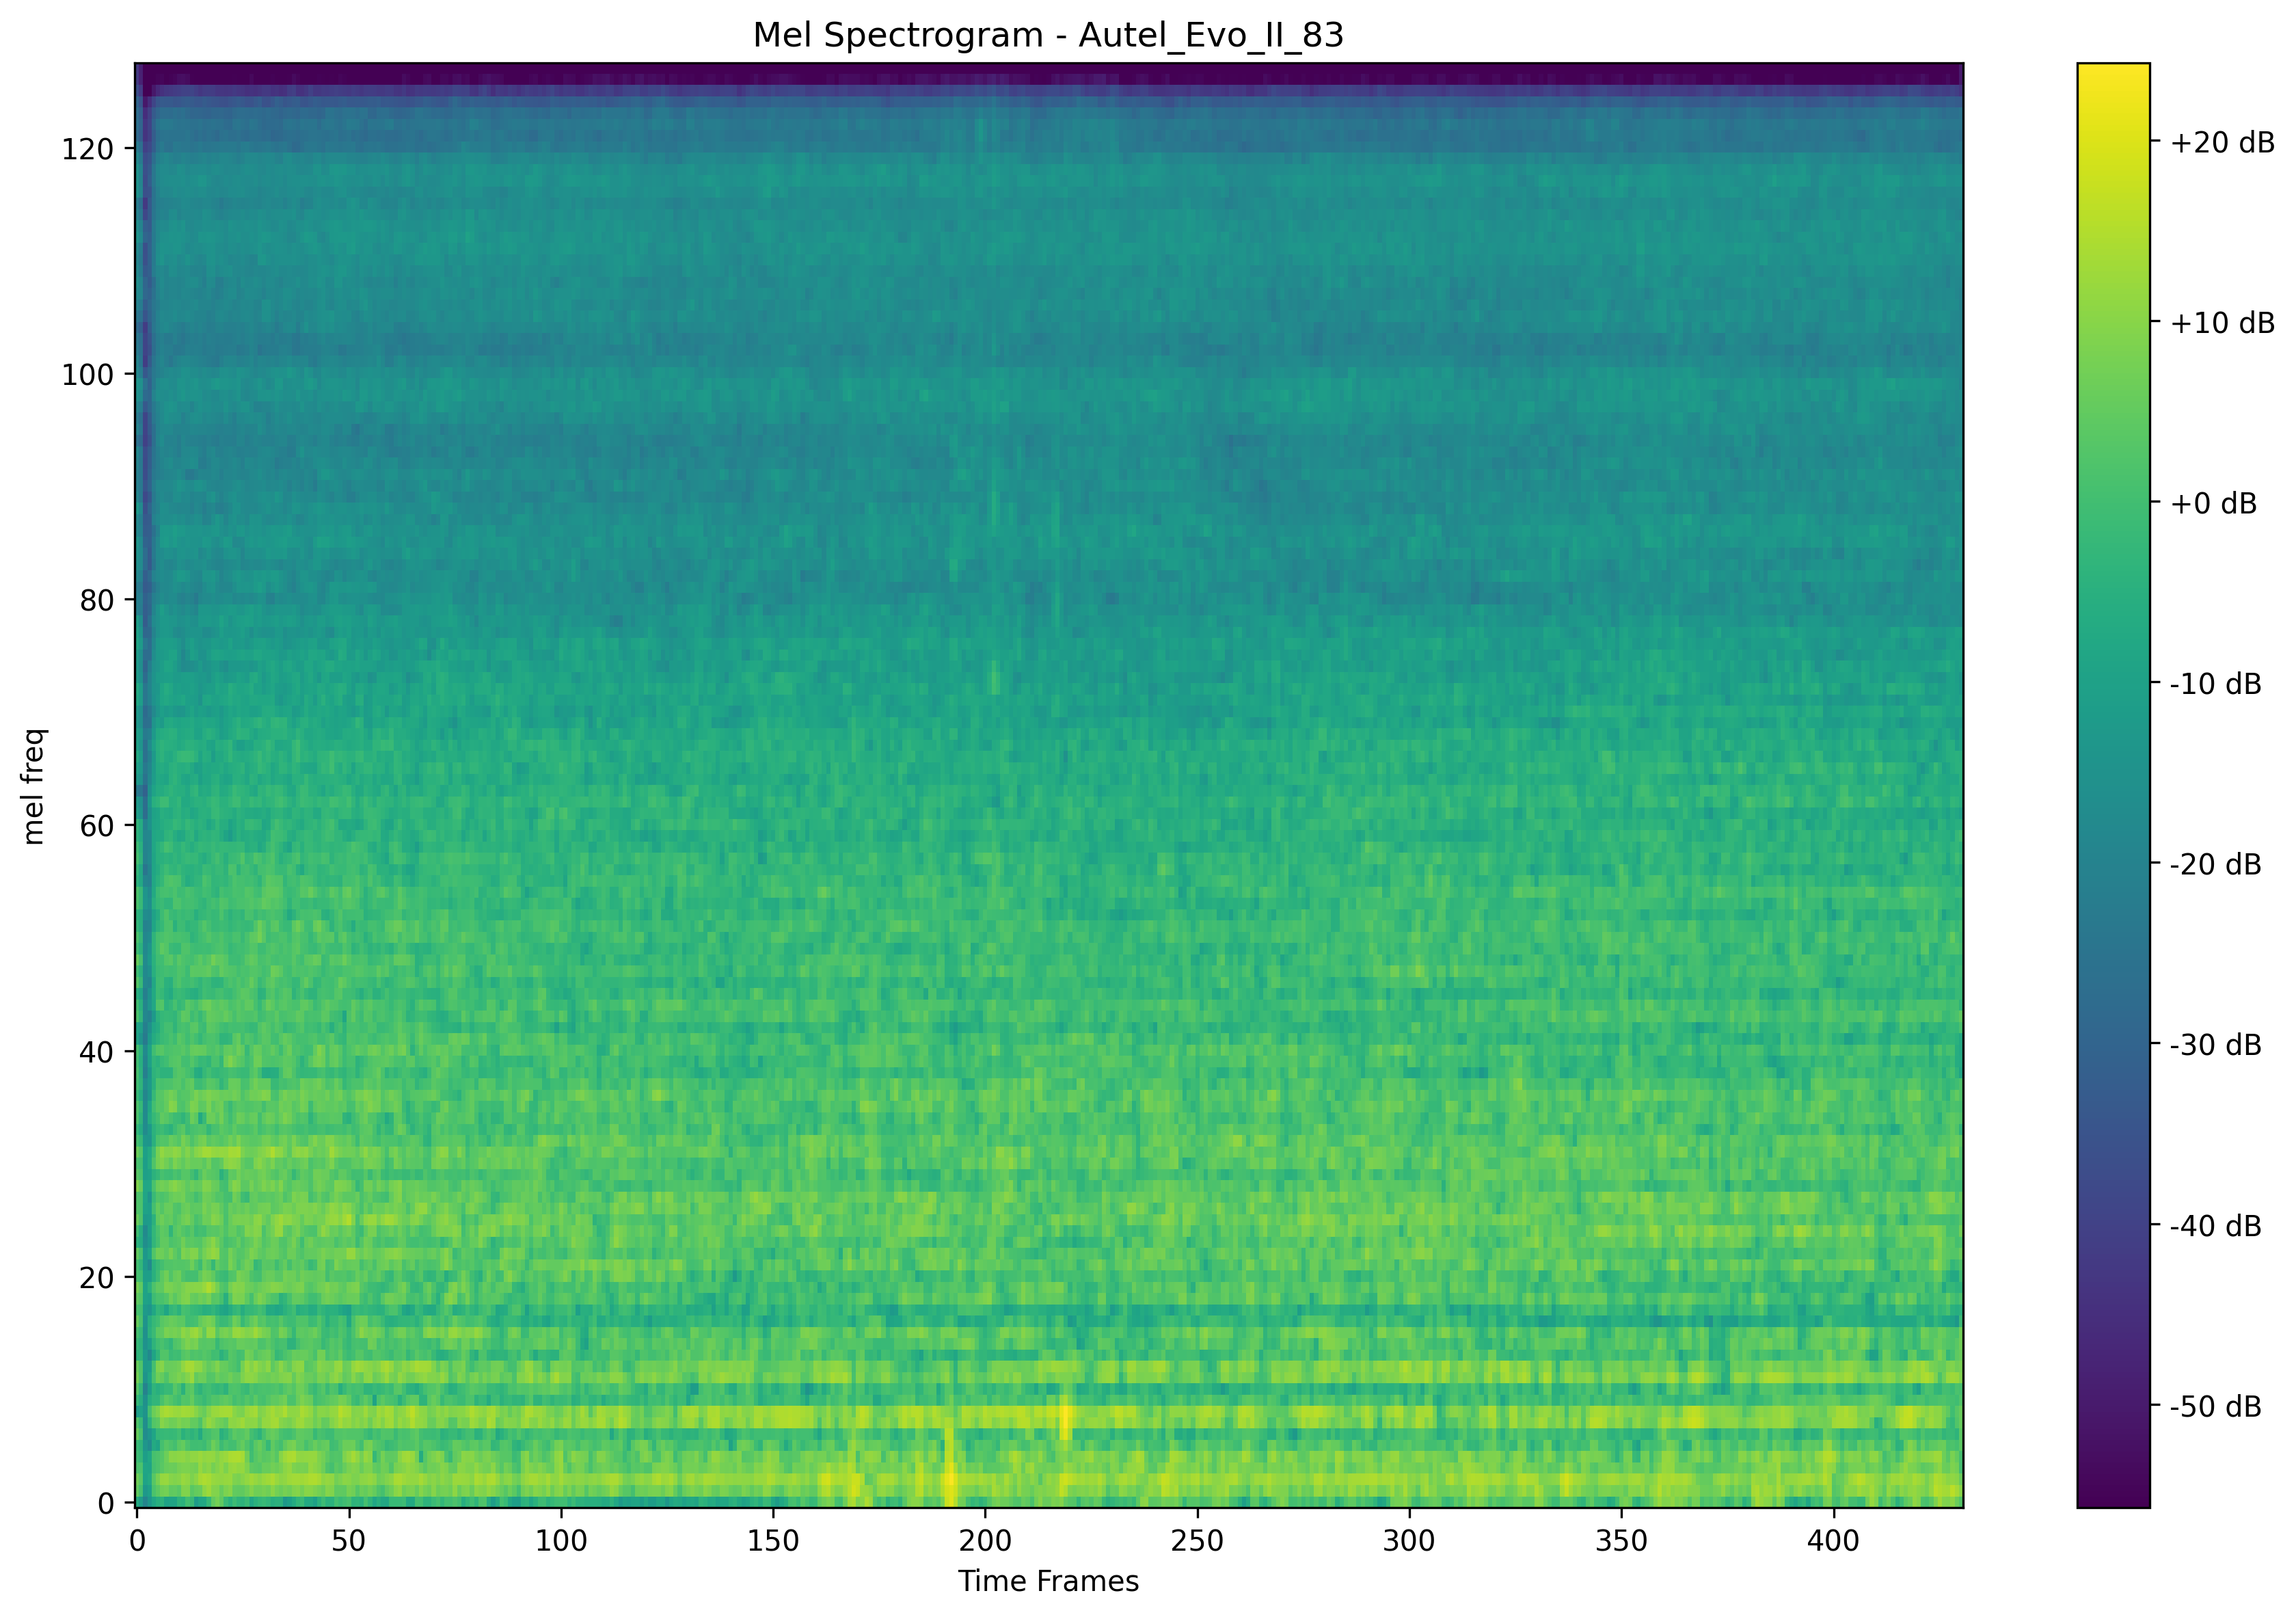 Mel Spectrogram - Autel_Evo_II_83
mel freq
120
100
80
60
40
20
0
0 50 100 150 200 250 300 350 400
Time Frames
+20 dB
+10 dB
+0 dB
-10 dB
-20 dB
-30 dB
-40 dB
-50 dB